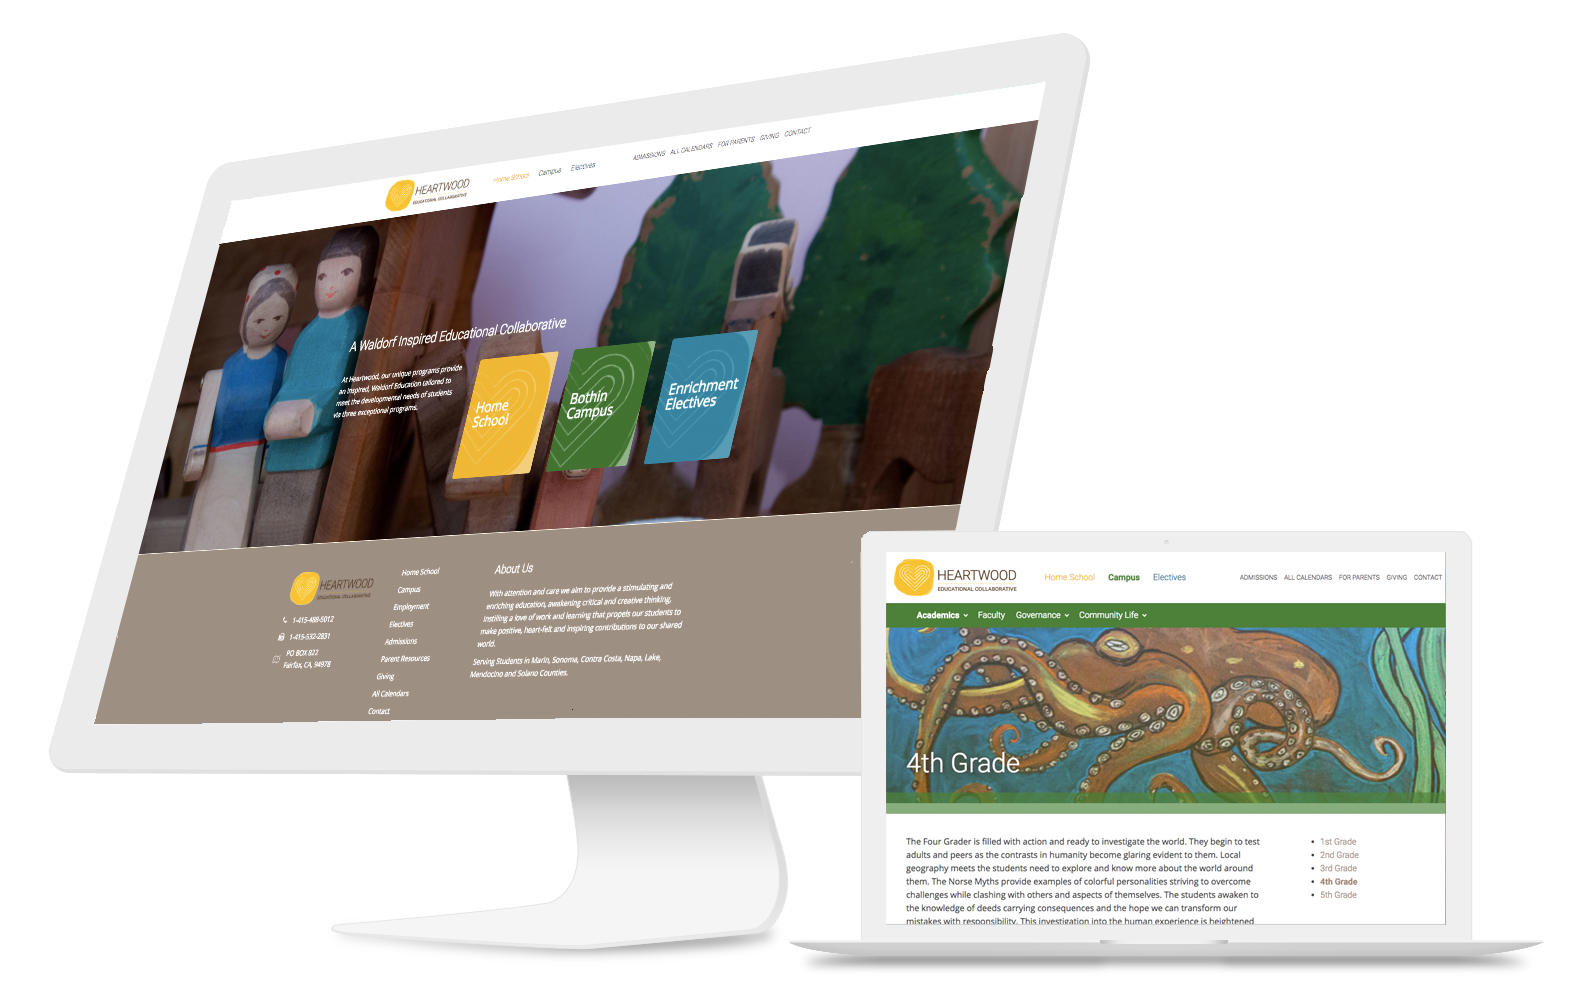 HEARTWOOD
EDUCATIONAL COLLABORATIVE
Home School Campus Electives
ADMISSIONS ALL CALENDARS FOR PARENTS GIVING CONTACT
A Waldorf Inspired Educational Collaborative
At Heartwood, our unique programs provide
an inspired, Waldorf Education tailored to
meet the developmental needs of students
via three exceptional programs.
Home
School
Bothin
Campus
Enrichment
Electives
HEARTWOOD
EDUCATIONAL COLLABORATIVE
1-415-488-5012
1-415-532-2831
PO BOX 822
Fairfax, CA, 94978
Home School
Campus
Employment
Electives
Admissions
Parent Resources
Giving
All Calendars
Contact
About Us
With attention and care we aim to provide a stimulating and
enriching education, awakening critical and creative thinking,
instilling a love of work and learning that propels our students to
make positive, heart-felt and inspiring contributions to our shared
world.
Serving Students in Marin, Sonoma, Contra Costa, Napa, Lake,
Mendocino and Solano Counties.
HEARTWOOD
EDUCATIONAL COLLABORATIVE
Home School Campus Electives
ADMISSIONS ALL CALENDARS FOR PARENTS GIVING CONTACT
Academics Faculty Governance Community Life
4th Grade
The Four Grader is filled with action and ready to investigate the world. They begin to test
adults and peers as the contrasts in humanity become glaring evident to them. Local
geography meets the students need to explore and know more about the world around
them. The Norse Myths provide examples of colorful personalities striving to overcome
challenges while clashing with others and aspects of themselves. The students awaken to
the knowledge of deeds carrying consequences and the hope we can transform our
mistakes with responsibility. This investigation into the human experience is heightened
• 1st Grade
• 2nd Grade
• 3rd Grade
• 4th Grade
• 5th Grade